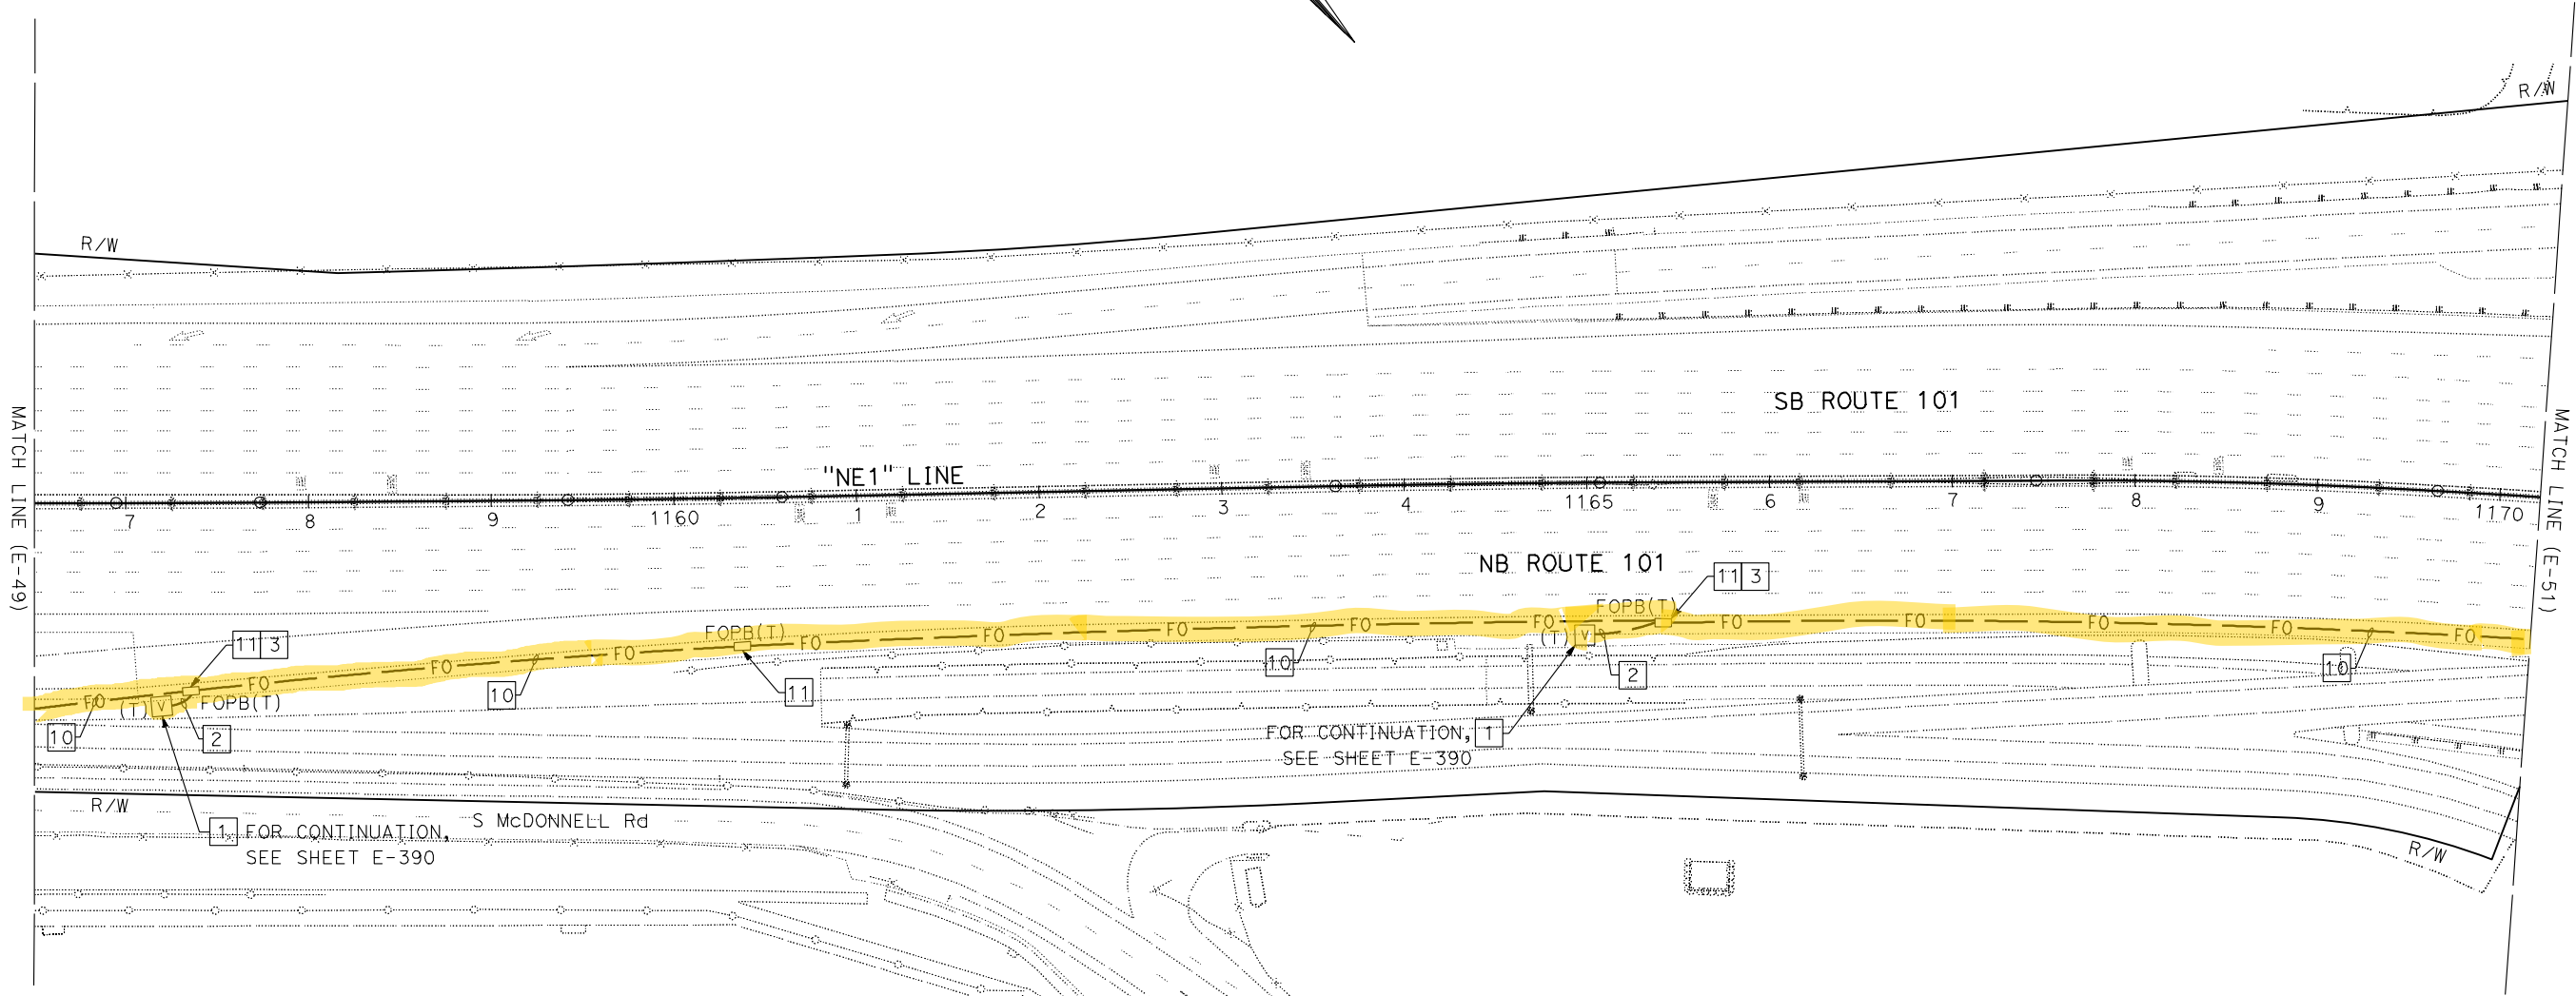 R/W
R/W
SB ROUTE 101
MATCH LINE (E-49)
MATCH LINE (E-51)
"NE1" LINE
7 8 9 1160 1 2 3 4 1165 6 7 8 9 1170
NB ROUTE 101
11 3
FOPB(T)
11 3
FOPB(T)
FO FO FO FO FO FO FO FO FO FO FO FO FO FO
(T) V
10
10
10
11
2
(T) V FOPB(T)
10
2
FOR CONTINUATION, 1
SEE SHEET E-390
R/W
1 FOR CONTINUATION,
SEE SHEET E-390
S McDONNELL Rd
R/W